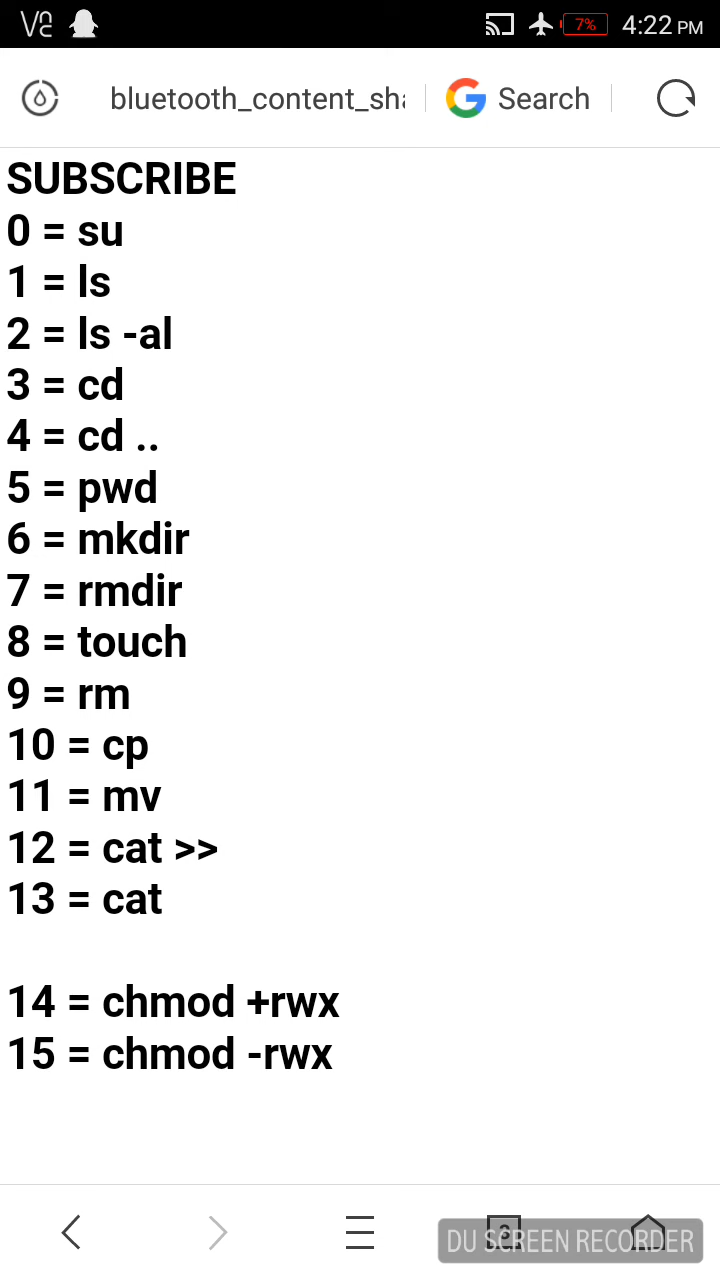 7% 4:22 PM
bluetooth_content_sha Search
SUBSCRIBE
0 = su
1 = ls
2 = ls -al
3 = cd
4 = cd ..
5 = pwd
6 = mkdir
7 = rmdir
8 = touch
9 = rm
10 = cp
11 = mv
12 = cat >>
13 = cat
14 = chmod +rwx
15 = chmod -rwx
3
DU SCREEN RECORDER